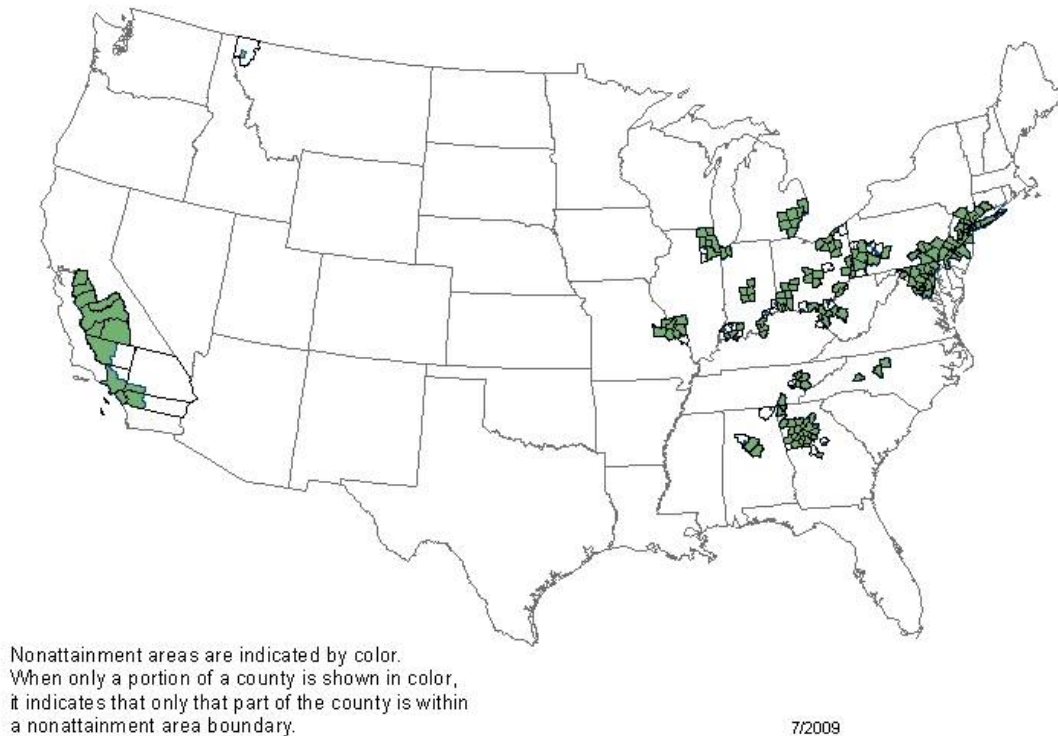 Nonattainment areas are indicated by color.
When only a portion of a county is shown in color,
it indicates that only that part of the county is within
a nonattainment area boundary.
7/2009